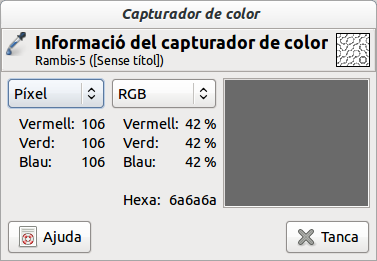 Capturador de color
Informació del capturador de color
Rambis-5 ([Sense títol])
Píxel RGB
Vermell: 106 Vermell: 42 %
Verd: 106 Verd: 42 %
Blau: 106 Blau: 42 %
Hexa: 6a6a6a
Ajuda Tanca